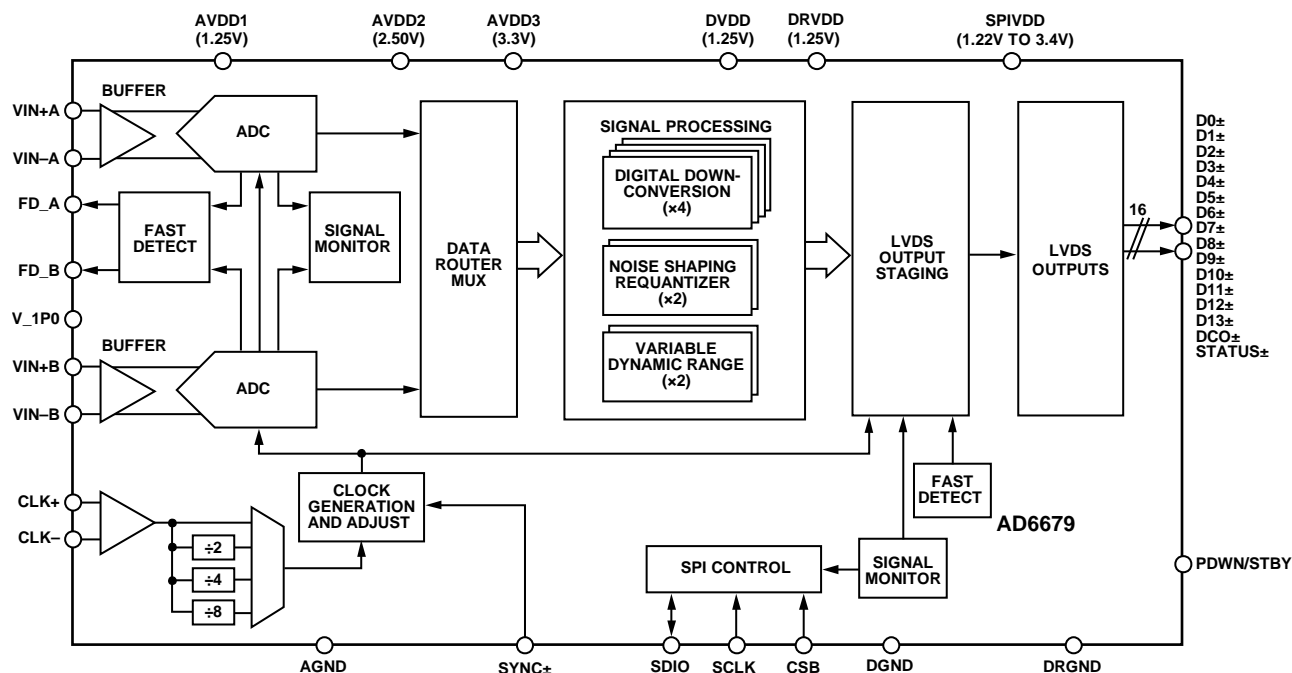 AVDD1
(1.25V)
AVDD2
(2.50V)
AVDD3
(3.3V)
DVDD
(1.25V)
DRVDD
(1.25V)
SPIVDD
(1.22V TO 3.4V)
BUFFER
VIN+A
VIN–A
ADC
FD_A
FD_B
FAST
DETECT
SIGNAL
MONITOR
V_1P0
BUFFER
VIN+B
VIN–B
ADC
DATA
ROUTER
MUX
SIGNAL PROCESSING
DIGITAL DOWN-
CONVERSION
(×4)
NOISE SHAPING
REQUANTIZER
(×2)
VARIABLE
DYNAMIC RANGE
(×2)
LVDS
OUTPUT
STAGING
LVDS
OUTPUTS
16
D0±
D1±
D2±
D3±
D4±
D5±
D6±
D7±
D8±
D9±
D10±
D11±
D12±
D13±
DCO±
STATUS±
CLK+
CLK–
÷2
÷4
÷8
CLOCK
GENERATION
AND ADJUST
FAST
DETECT
AD6679
SPI CONTROL
SIGNAL
MONITOR
PDWN/STBY
AGND
SYNC±
SDIO
SCLK
CSB
DGND
DRGND